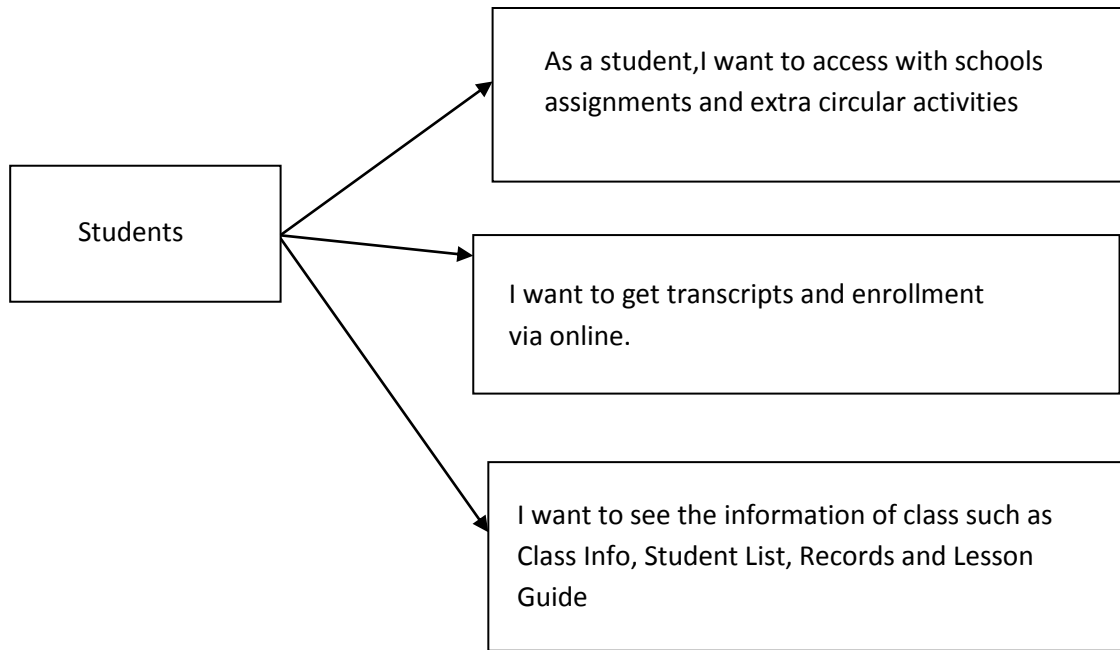 As a student,I want to access with schools
assignments and extra circular activities
Students
I want to get transcripts and enrollment
via online.
I want to see the information of class such as
Class Info, Student List, Records and Lesson
Guide